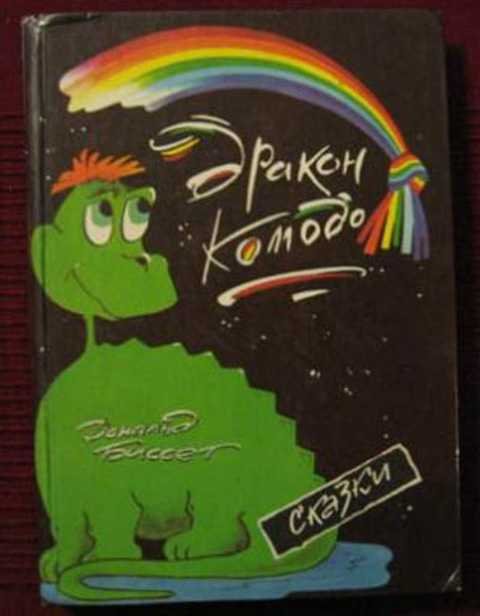 Дракон
Комодо
Дональд
Биссет
сказки